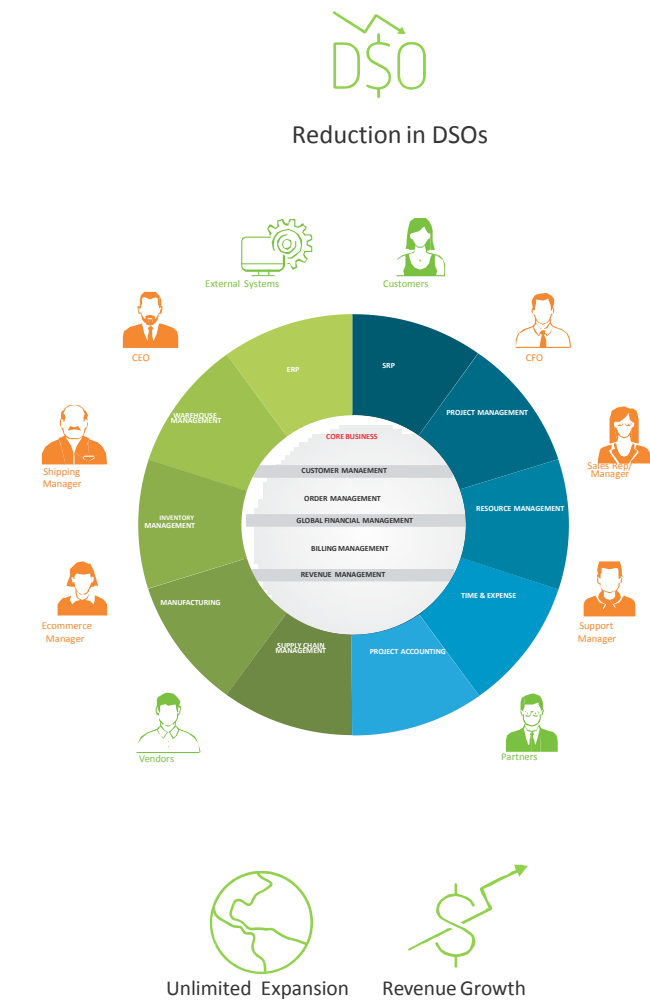 DSO
Reduction in DSOs
External Systems
Customers
CEO
CFO
ERP
SRP
WAREHOUSE
MANAGEMENT
PROJECT MANAGEMENT
CORE BUSINESS
Shipping
Manager
Sales Rep/
Manager
CUSTOMER MANAEMENT
ORDER MANAGEMENT
RESOURCE MANAGEMENT
INVENTORY
MANAGEMENT
GLOBAL FINANCIAL MANAGEMENT
BILLING MANAGEMENT
REVENUE MANAGEMENT
MANUFACTURING
TIME & EXPENSE
Ecommerce
Manager
Support
Manager
SUPPLY CHAIN
MANAGEMENT
PROJECT ACCOUNTING
Vendors
Partners
Unlimited Expansion
Revenue Growth